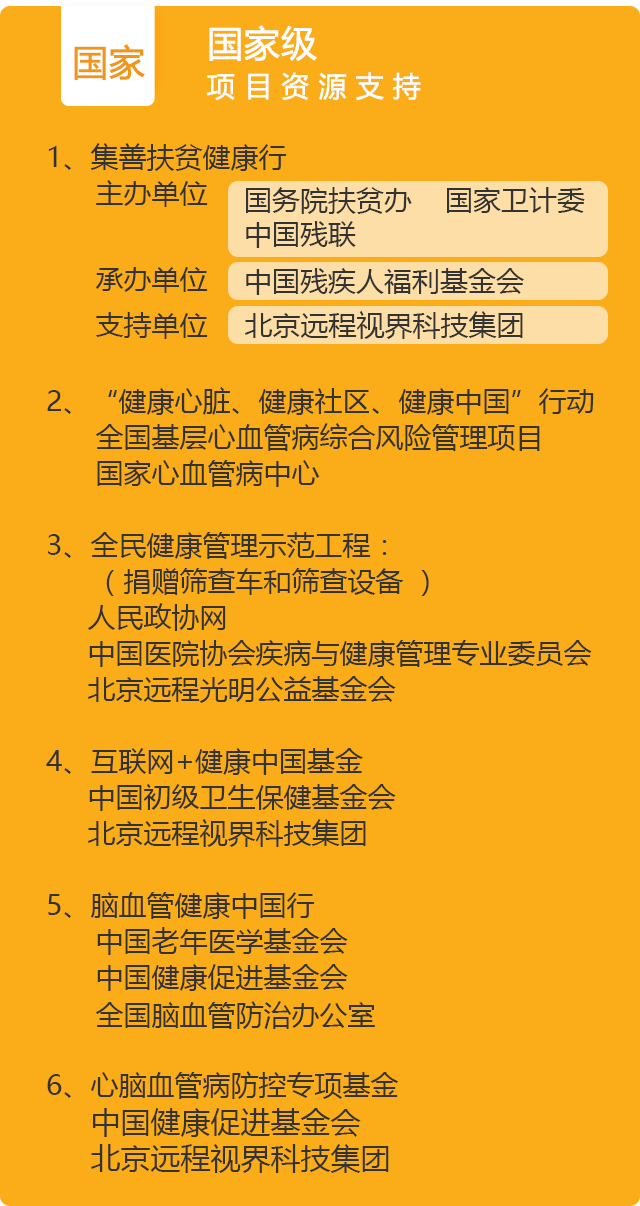 国家
国家级
项目资源支持
1、集善扶贫健康行
主办单位
国务院扶贫办 国家卫计委
中国残联
承办单位 中国残疾人福利基金会
支持单位 北京远程视界科技集团
2、“健康心脏、健康社区、健康中国”行动
全国基层心血管病综合风险管理项目
国家心血管病中心
3、全民健康管理示范工程：
（捐赠筛查车和筛查设备 ）
人民政协网
中国医院协会疾病与健康管理专业委员会
北京远程光明公益基金会
4、互联网+健康中国基金
中国初级卫生保健基金会
北京远程视界科技集团
5、脑血管健康中国行
中国老年医学基金会
中国健康促进基金会
全国脑血管防治办公室
6、心脑血管病防控专项基金
中国健康促进基金会
北京远程视界科技集团